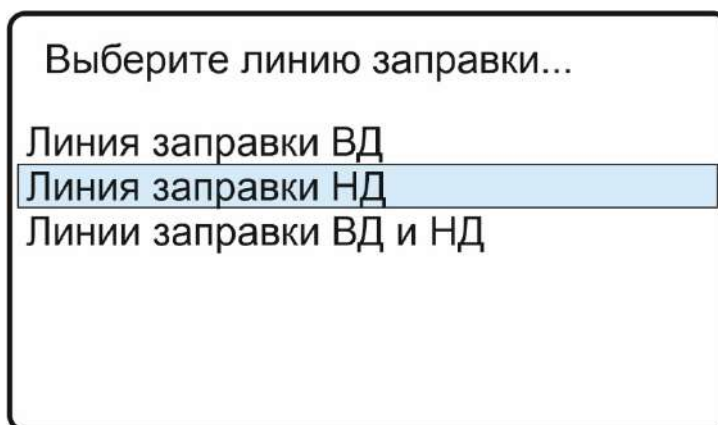 Выберите линию заправки...
Линия заправки ВД
Линия заправки НД
Линии заправки ВД и НД